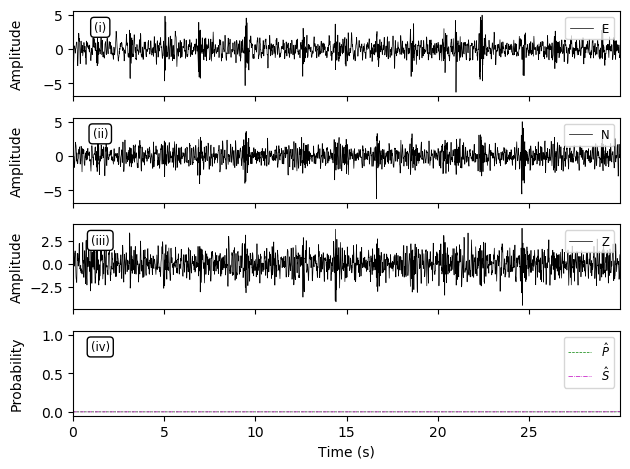 5
(i)
E
0
Amplitude
−5
5
(ii)
N
0
Amplitude
−5
(iii)
Z
2.5
0.0
Amplitude
−2.5
1.0
(iv)
P̂
0.5
Ŝ
Probability
0.0
0 5 10 15 20 25
Time (s)